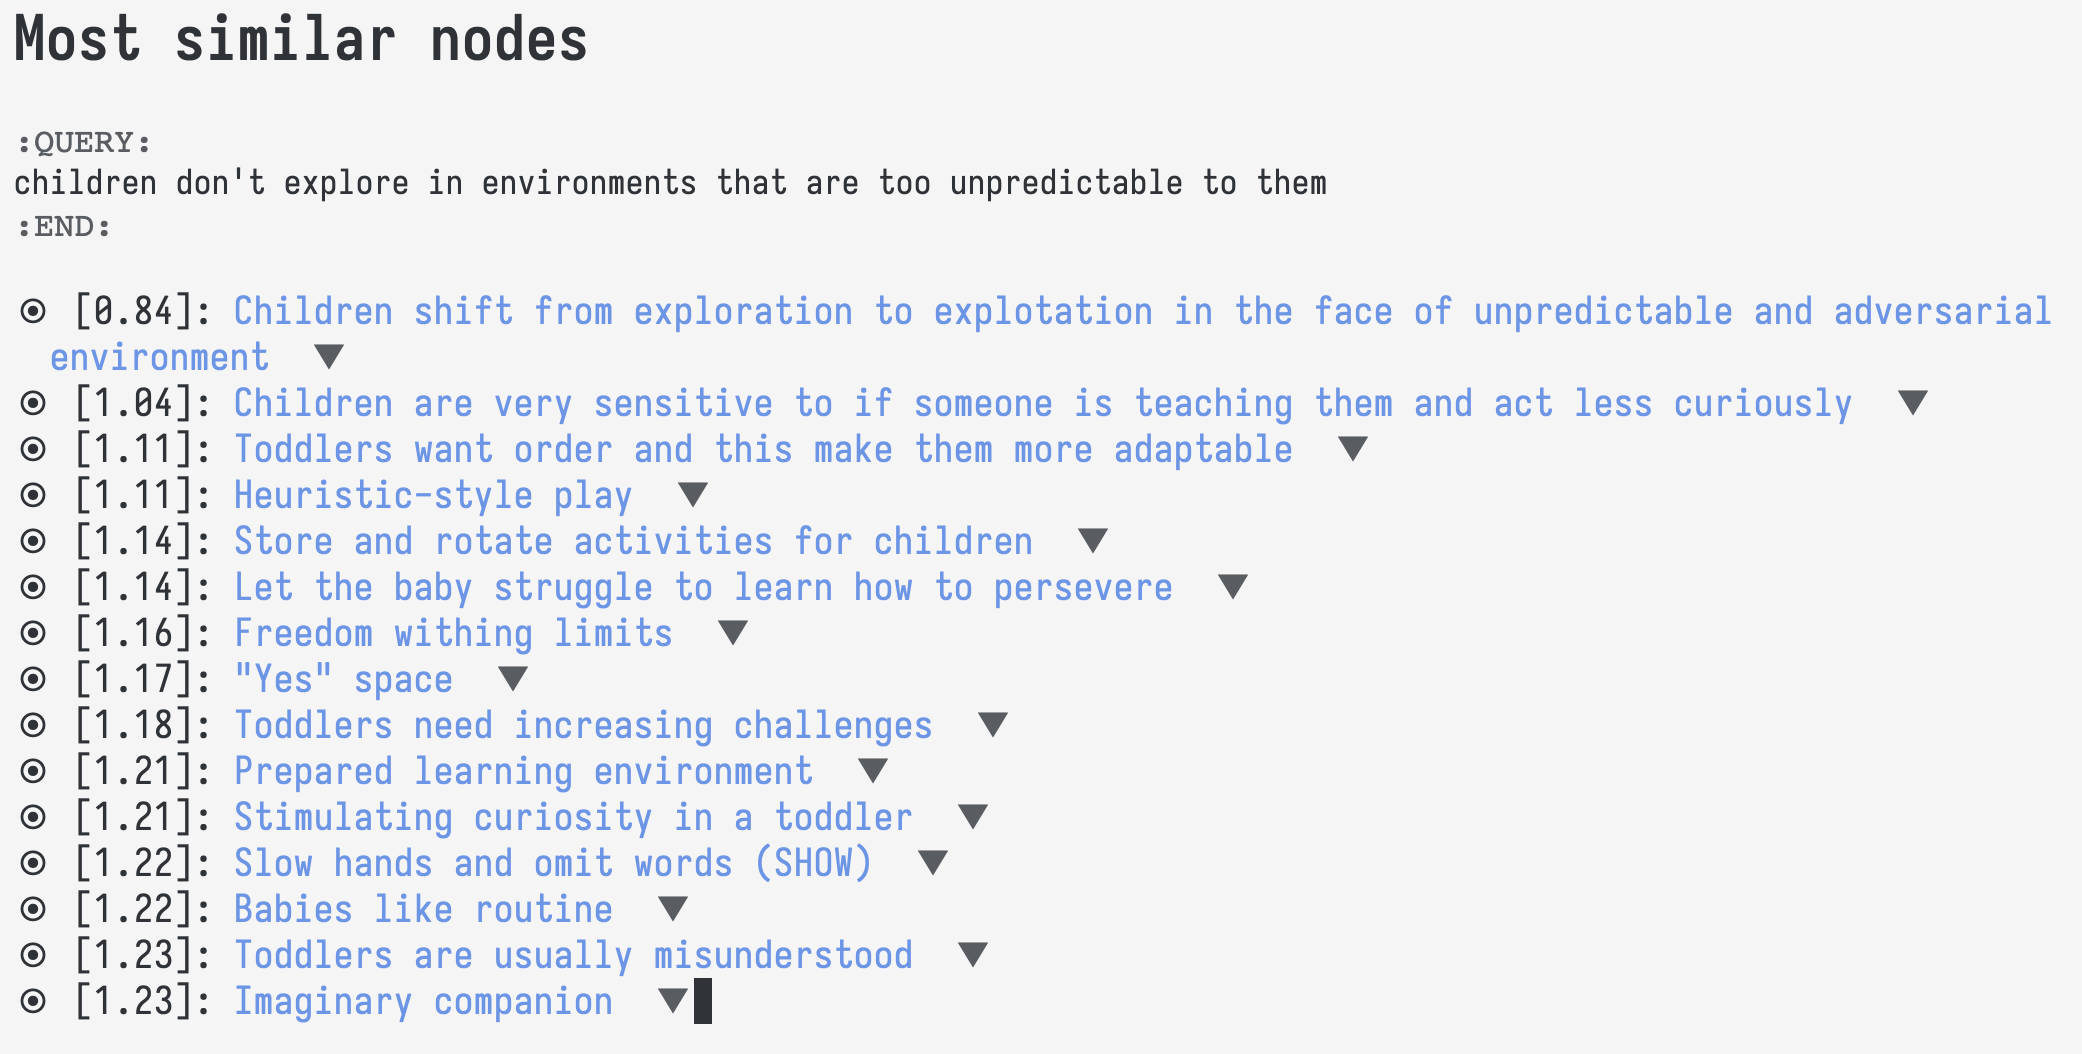 Most similar nodes
:QUERY:
children don't explore in environments that are too unpredictable to them
:END:
[0.84]: Children shift from exploration to explotation in the face of unpredictable and adversarial
environment ▼
[1.04]: Children are very sensitive to if someone is teaching them and act less curiously ▼
[1.11]: Toddlers want order and this make them more adaptable ▼
[1.11]: Heuristic-style play ▼
[1.14]: Store and rotate activities for children ▼
[1.14]: Let the baby struggle to learn how to persevere ▼
[1.16]: Freedom withing limits ▼
[1.17]: "Yes" space ▼
[1.18]: Toddlers need increasing challenges ▼
[1.21]: Prepared learning environment ▼
[1.21]: Stimulating curiosity in a toddler ▼
[1.22]: Slow hands and omit words (SHOW) ▼
[1.22]: Babies like routine ▼
[1.23]: Toddlers are usually misunderstood ▼
[1.23]: Imaginary companion ▼